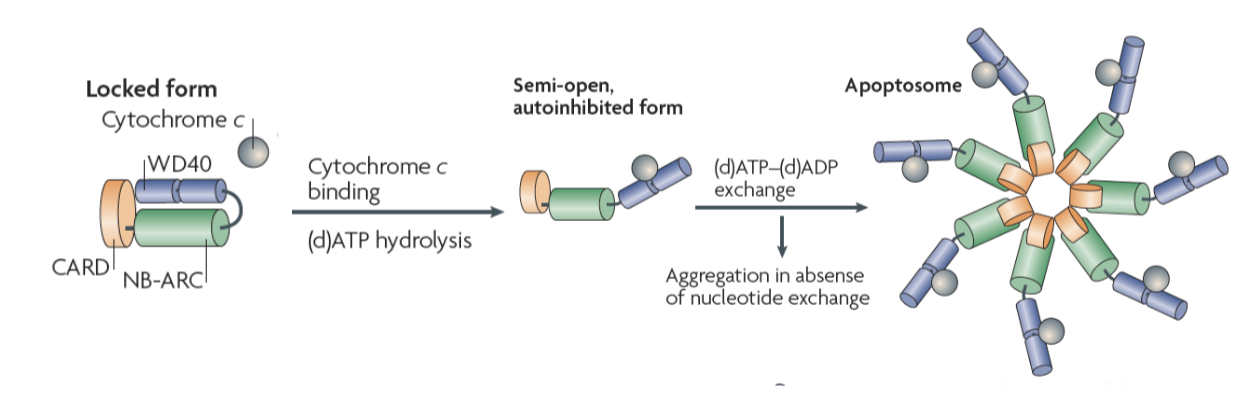 Locked form
Cytochrome c
WD40
CARD
NB-ARC
Cytochrome c
binding
(d)ATP hydrolysis
Semi-open,
autoinhibited form
(d)ATP–(d)ADP
exchange
Aggregation in absense
of nucleotide exchange
Apoptosome